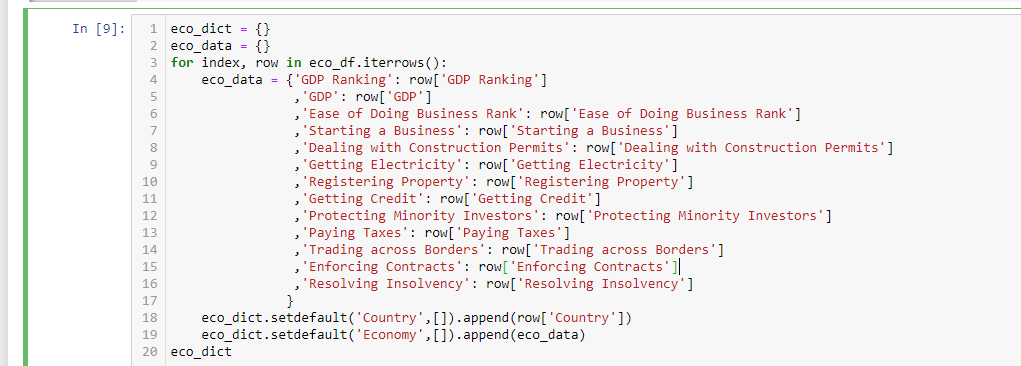 In [9]:
1 eco_dict = {}
2 eco_data = {}
3 for index, row in eco_df.iterrows():
4     eco_data = {'GDP Ranking': row['GDP Ranking']
5                 ,'GDP': row['GDP']
6                 ,'Ease of Doing Business Rank': row['Ease of Doing Business Rank']
7                 ,'Starting a Business': row['Starting a Business']
8                 ,'Dealing with Construction Permits': row['Dealing with Construction Permits']
9                 ,'Getting Electricity': row['Getting Electricity']
10                 ,'Registering Property': row['Registering Property']
11                 ,'Getting Credit': row['Getting Credit']
12                 ,'Protecting Minority Investors': row['Protecting Minority Investors']
13                 ,'Paying Taxes': row['Paying Taxes']
14                 ,'Trading across Borders': row['Trading across Borders']
15                 ,'Enforcing Contracts': row['Enforcing Contracts']
16                 ,'Resolving Insolvency': row['Resolving Insolvency']
17                }
18     eco_dict.setdefault('Country',[]).append(row['Country'])
19     eco_dict.setdefault('Economy',[]).append(eco_data)
20 eco_dict